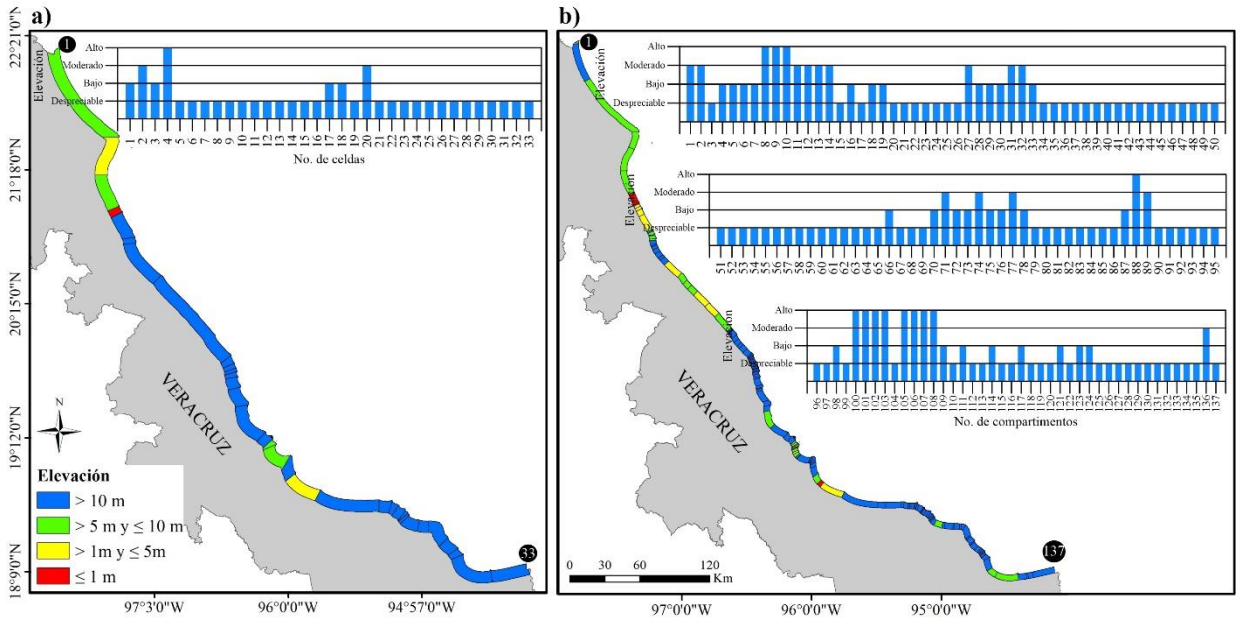 a)
1
22°21'0"N
21°18'0"N
20°15'0"N
19°12'0"N
18°9'0"N
Elevación
Alto
Moderado
Bajo
Despreciable
1 2 3 4 5 6 7 8 9 10 11 12 13 14 15 16 17 18 19 20 21 22 23 24 25 26 27 28 29 30 31 32 33
No. de celdas
VERACRUZ
N
Elevación
> 10 m
> 5 m y ≤ 10 m
> 1m y ≤ 5m
≤ 1 m
33
97°3'0"W 96°0'0"W 94°57'0"W
b)
1
Elevación
Alto
Moderado
Bajo
Despreciable
1 2 3 4 5 6 7 8 9 10 11 12 13 14 15 16 17 18 19 20 21 22 23 24 25 26 27 28 29 30 31 32 33 34 35 36 37 38 39 40 41 42 43 44 45 46 47 48 49 50
Elevación
Alto
Moderado
Bajo
Despreciable
51 52 53 54 55 56 57 58 59 60 61 62 63 64 65 66 67 68 69 70 71 72 73 74 75 76 77 78 79 80 81 82 83 84 85 86 87 88 89 90 91 92 93 94 95
Elevación
Alto
Moderado
Bajo
Despreciable
96 97 98 99 100 101 102 103 104 105 106 107 108 109 110 111 112 113 114 115 116 117 118 119 120 121 122 123 124 125 126 127 128 129 130 131 132 133 134 135 136 137
No. de compartimentos
VERACRUZ
137
0 30 60 120
Km
97°0'0"W 96°0'0"W 95°0'0"W